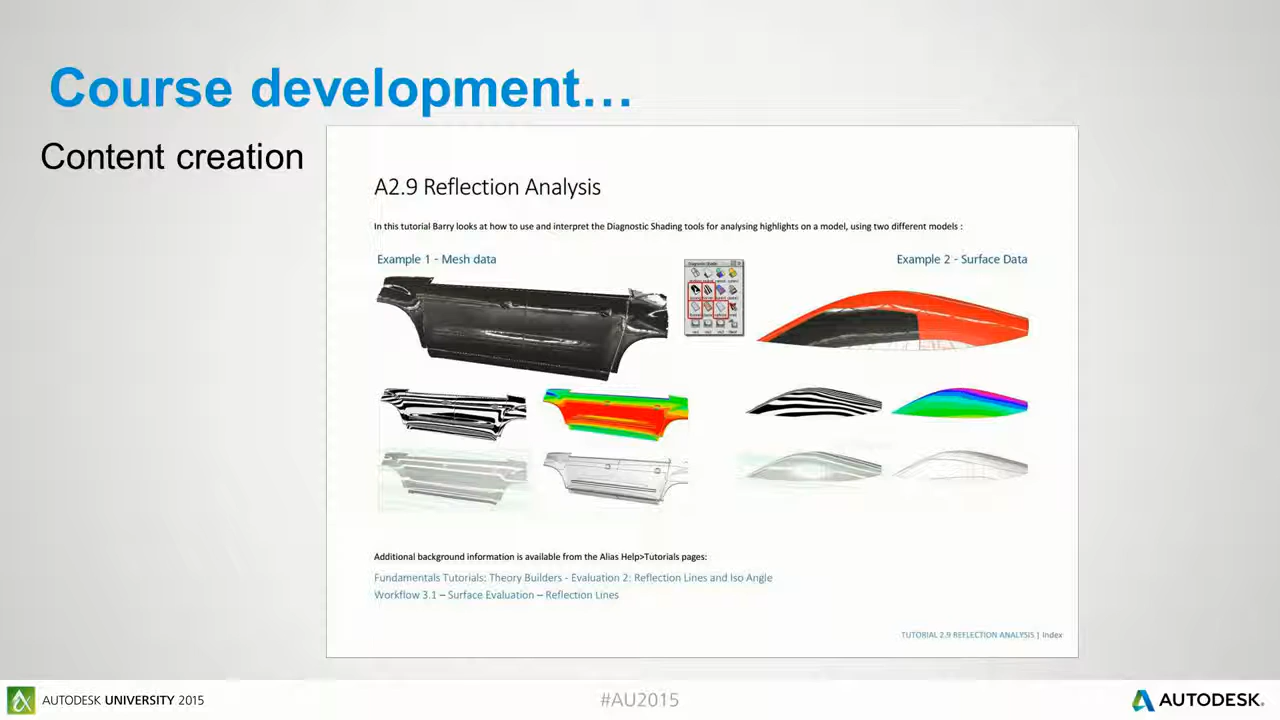 Course development…
Content creation
A2.9 Reflection Analysis
In this tutorial Barry looks at how to use and interpret the Diagnostic Shading tools for analysing highlights on a model, using two different models :
Example 1 - Mesh data
Example 2 - Surface Data
Additional background information is available from the Alias Help>Tutorials pages:
Fundamentals Tutorials: Theory Builders - Evaluation 2: Reflection Lines and Iso Angle
Workflow 3.1 – Surface Evaluation – Reflection Lines
TUTORIAL 2.9 REFLECTION ANALYSIS | Index
AUTODESK UNIVERSITY 2015
#AU2015
AUTODESK.